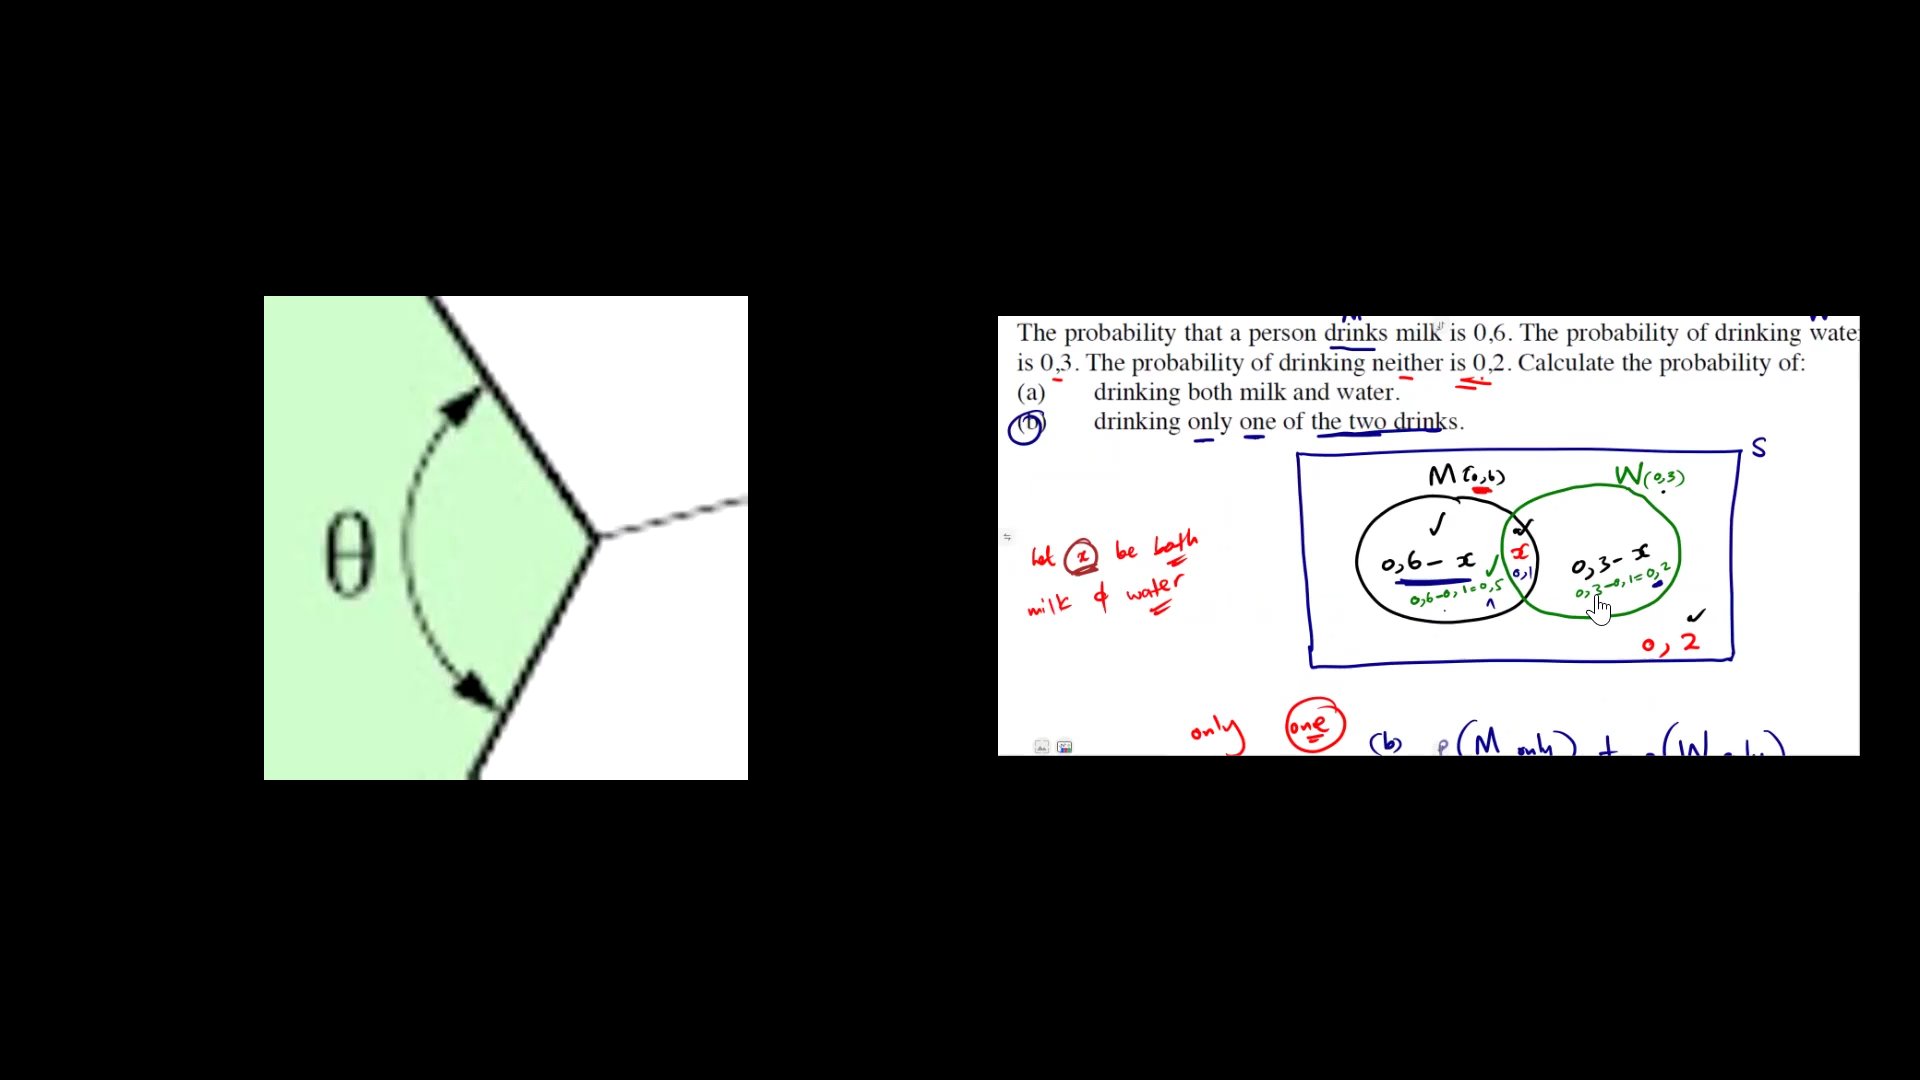 θ
The probability that a person drinks milk is 0,6. The probability of drinking wate
is 0,3. The probability of drinking neither is 0,2. Calculate the probability of:
(a) drinking both milk and water.
(b) drinking only one of the two drinks.
S
M (0,6) W (0,3)
Let x be both
milk & water
0,6 - x x 0,3 - x
0,6-0,1=0,5 0,1 0,3-0,1=0,2
0,2
only one (b) P(M only) +